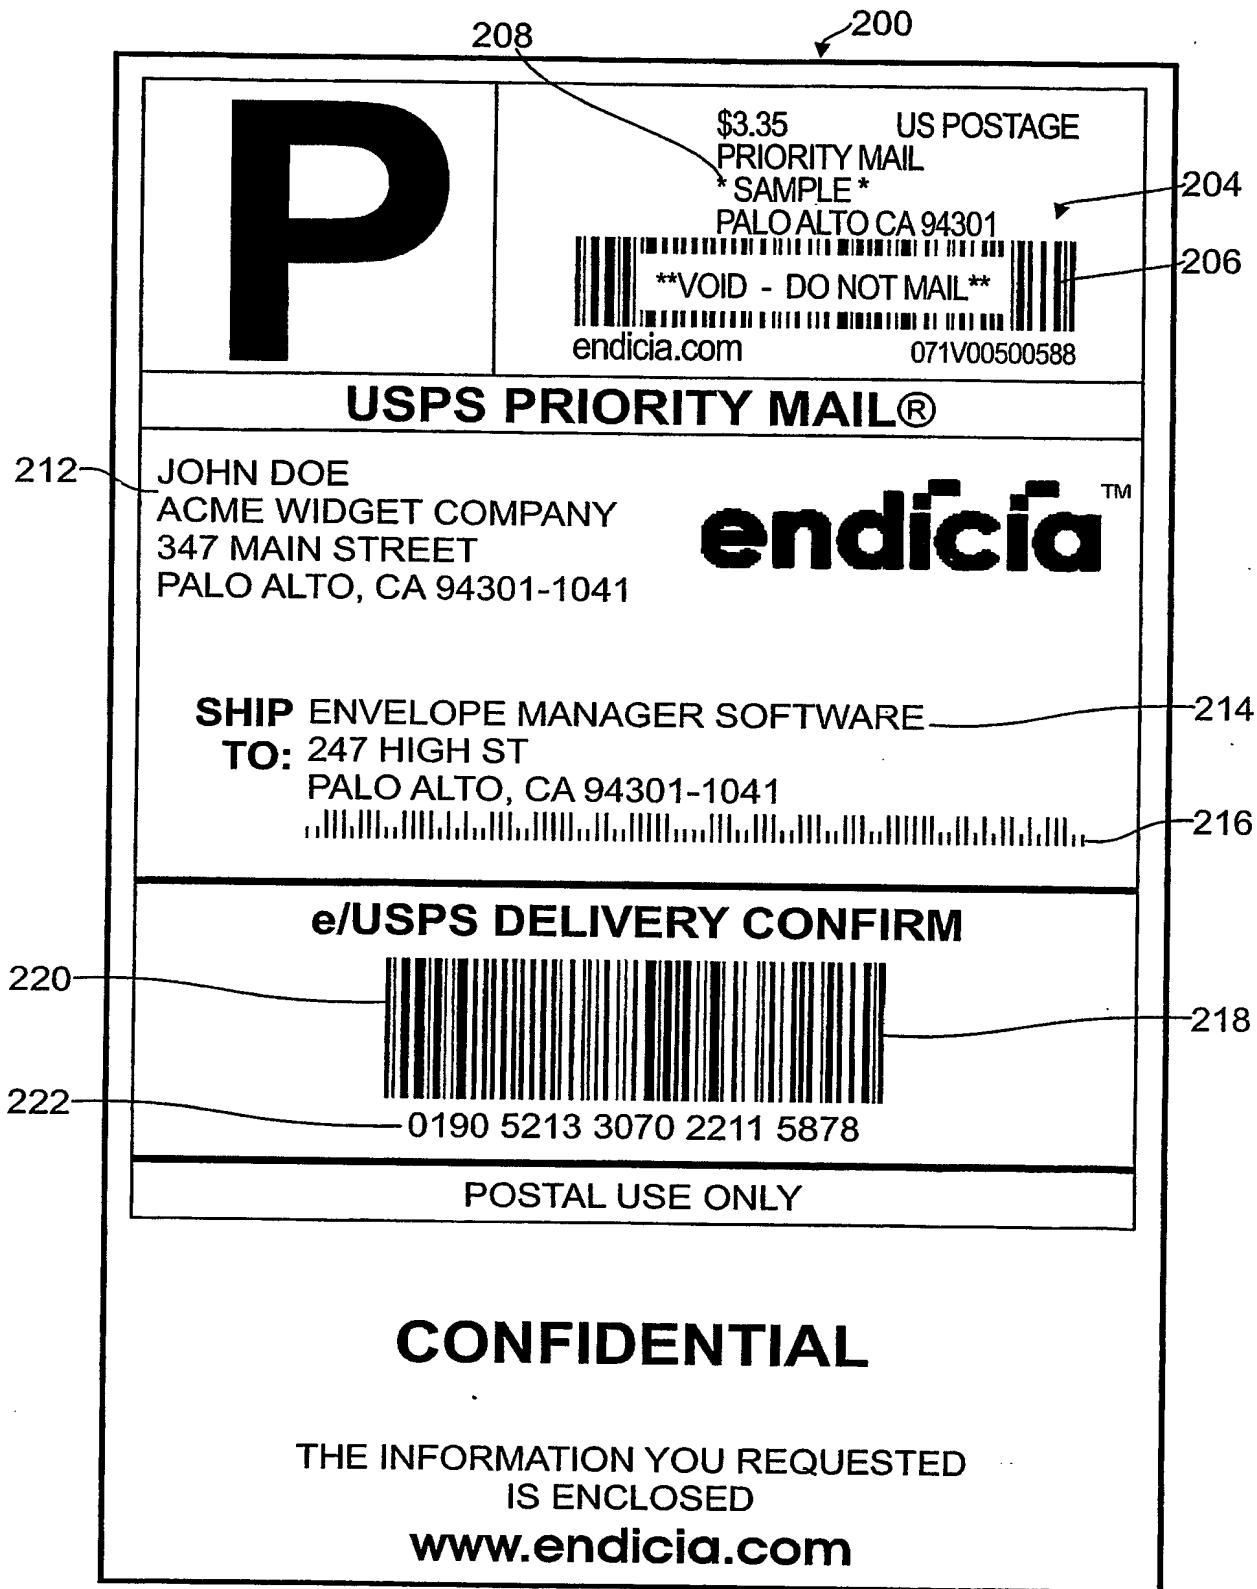 208
200
P
$3.35 US POSTAGE
PRIORITY MAIL
* SAMPLE *
PALO ALTO CA 94301
204
206
**VOID - DO NOT MAIL**
endicia.com 071V00500588
USPS PRIORITY MAIL®
212
JOHN DOE
ACME WIDGET COMPANY
347 MAIN STREET
PALO ALTO, CA 94301-1041
endicia™
SHIP TO:
ENVELOPE MANAGER SOFTWARE
247 HIGH ST
PALO ALTO, CA 94301-1041
214
216
e/USPS DELIVERY CONFIRM
220
218
222
0190 5213 3070 2211 5878
POSTAL USE ONLY
CONFIDENTIAL
THE INFORMATION YOU REQUESTED
IS ENCLOSED
www.endicia.com